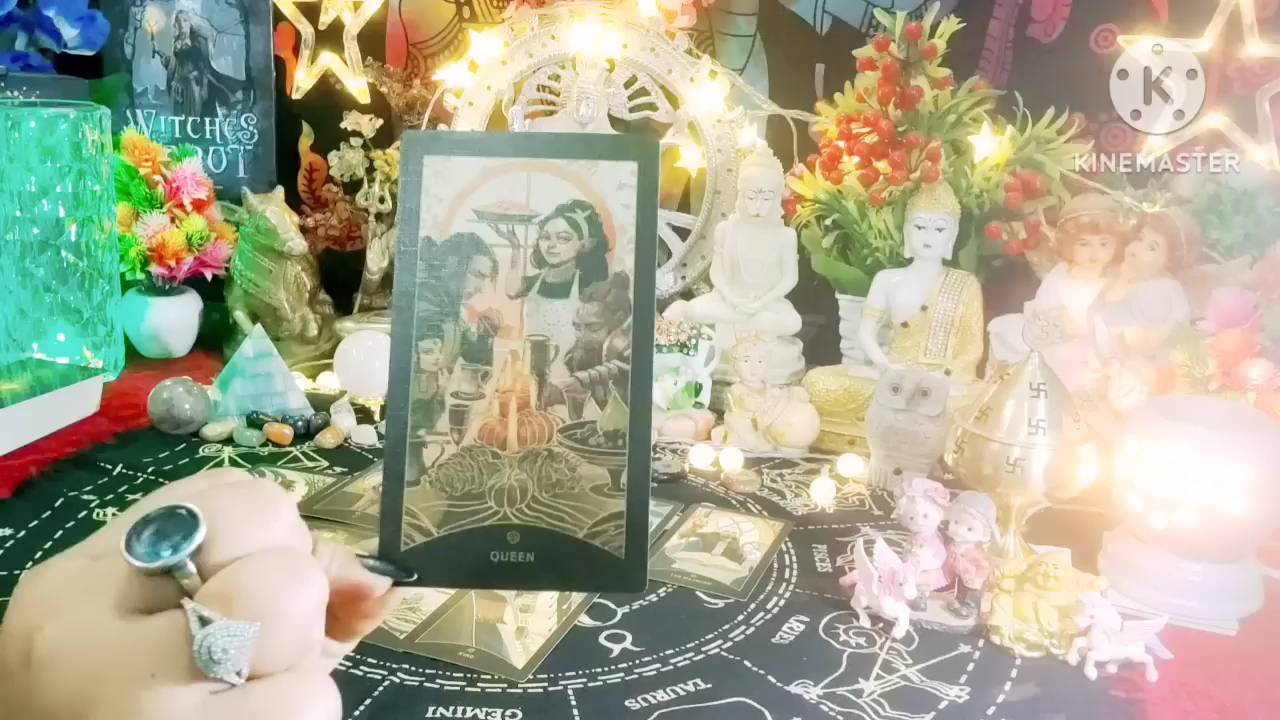 WITCHES
TAROT
K
KINEMASTER
QUEEN
PISCES
ARIES
TAURUS
GEMINI